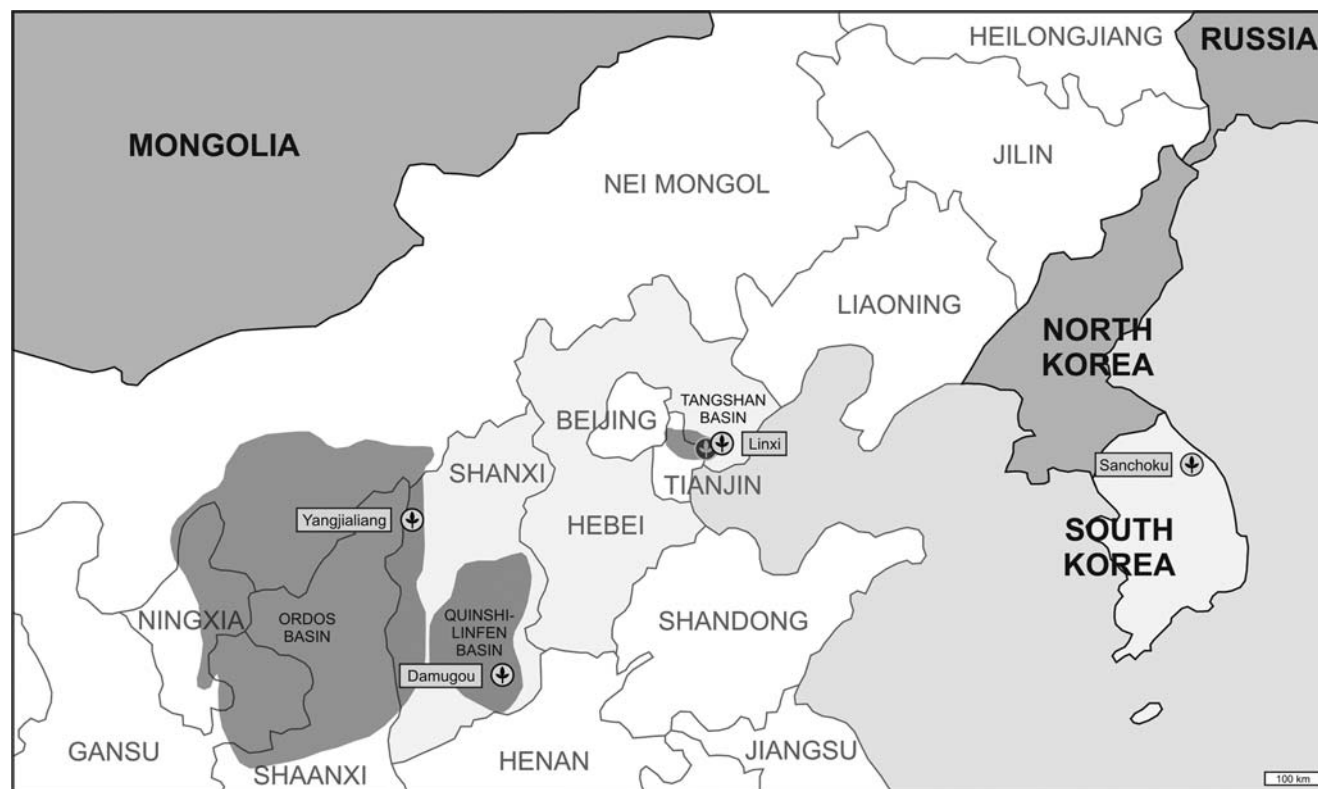 HEILONGJIANG
RUSSIA
MONGOLIA
JILIN
NEI MONGOL
LIAONING
NORTH
KOREA
TANGSHAN
BASIN
BEIJING
Linxi
SHANXI
TIANJIN
Sanchoku
Yangjialiang
HEBEI
SOUTH
KOREA
NINGXIA
ORDOS
BASIN
QUINSHI-
LINFEN
BASIN
SHANDONG
Damugou
GANSU
SHAANXI
HENAN
JIANGSU
100 km